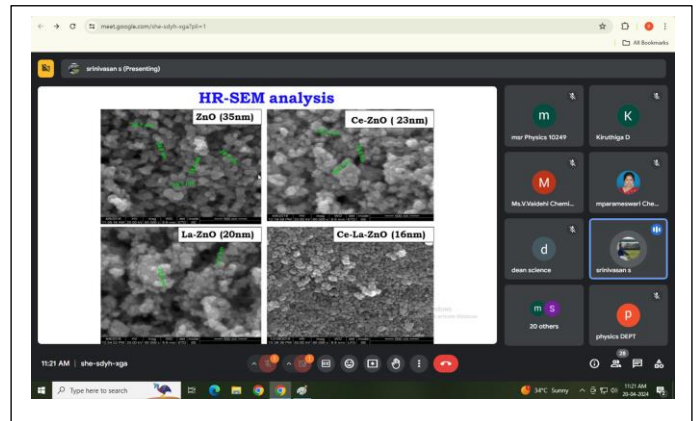 meet.google.com/she-sdyh-xga?pli=1
All Bookmarks
srinivasan s (Presenting)
HR-SEM analysis
ZnO (35nm)
Ce-ZnO ( 23nm)
La-ZnO (20nm)
Ce-La-ZnO (16nm)
m
msr Physics 10249
K
Kiruthiga D
M
Ms.V.Vaidehi Chemi...
mparameswari Che...
d
dean science
srinivasan s
m S
20 others
p
physics DEPT
11:21 AM | she-sdyh-xga
28
Type here to search
34°C Sunny
11:21 AM
20-04-2024